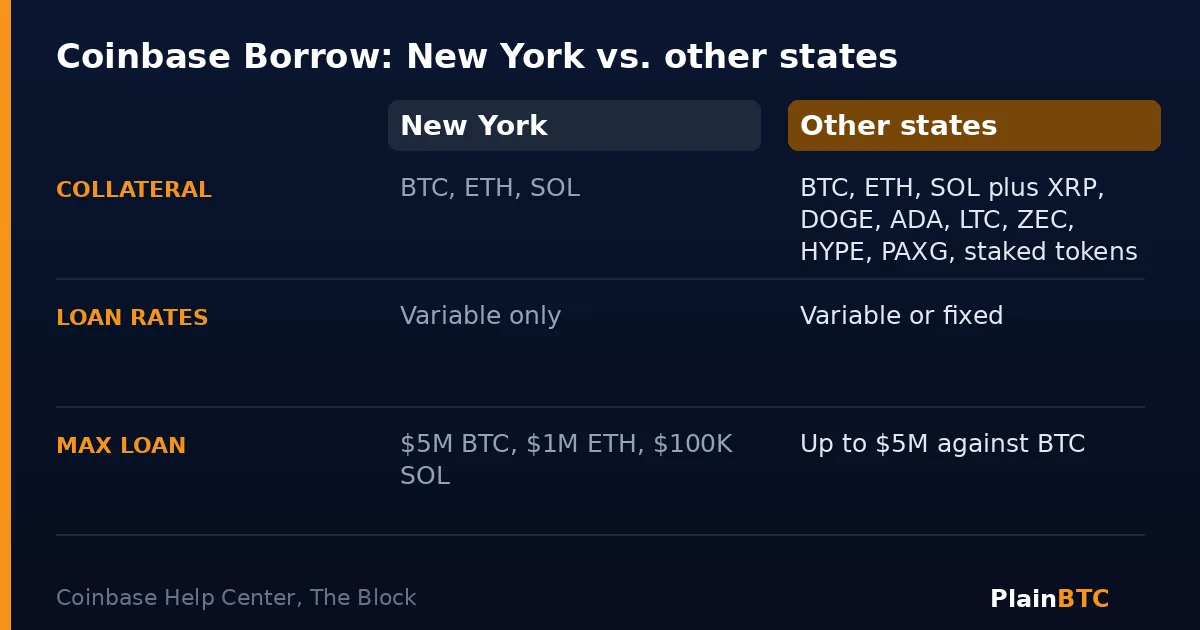 Coinbase Borrow: New York vs. other states
New York
Other states
COLLATERAL
BTC, ETH, SOL
BTC, ETH, SOL plus XRP,
DOGE, ADA, LTC, ZEC,
HYPE, PAXG, staked tokens
LOAN RATES
Variable only
Variable or fixed
MAX LOAN
$5M BTC, $1M ETH, $100K
SOL
Up to $5M against BTC
Coinbase Help Center, The Block
PlainBTC